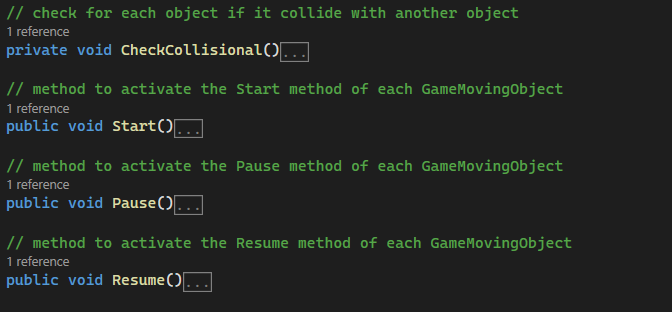 // check for each object if it collide with another object
1 reference
private void CheckCollisional()...
// method to activate the Start method of each GameMovingObject
1 reference
public void Start()...
// method to activate the Pause method of each GameMovingObject
1 reference
public void Pause()...
// method to activate the Resume method of each GameMovingObject
1 reference
public void Resume()...